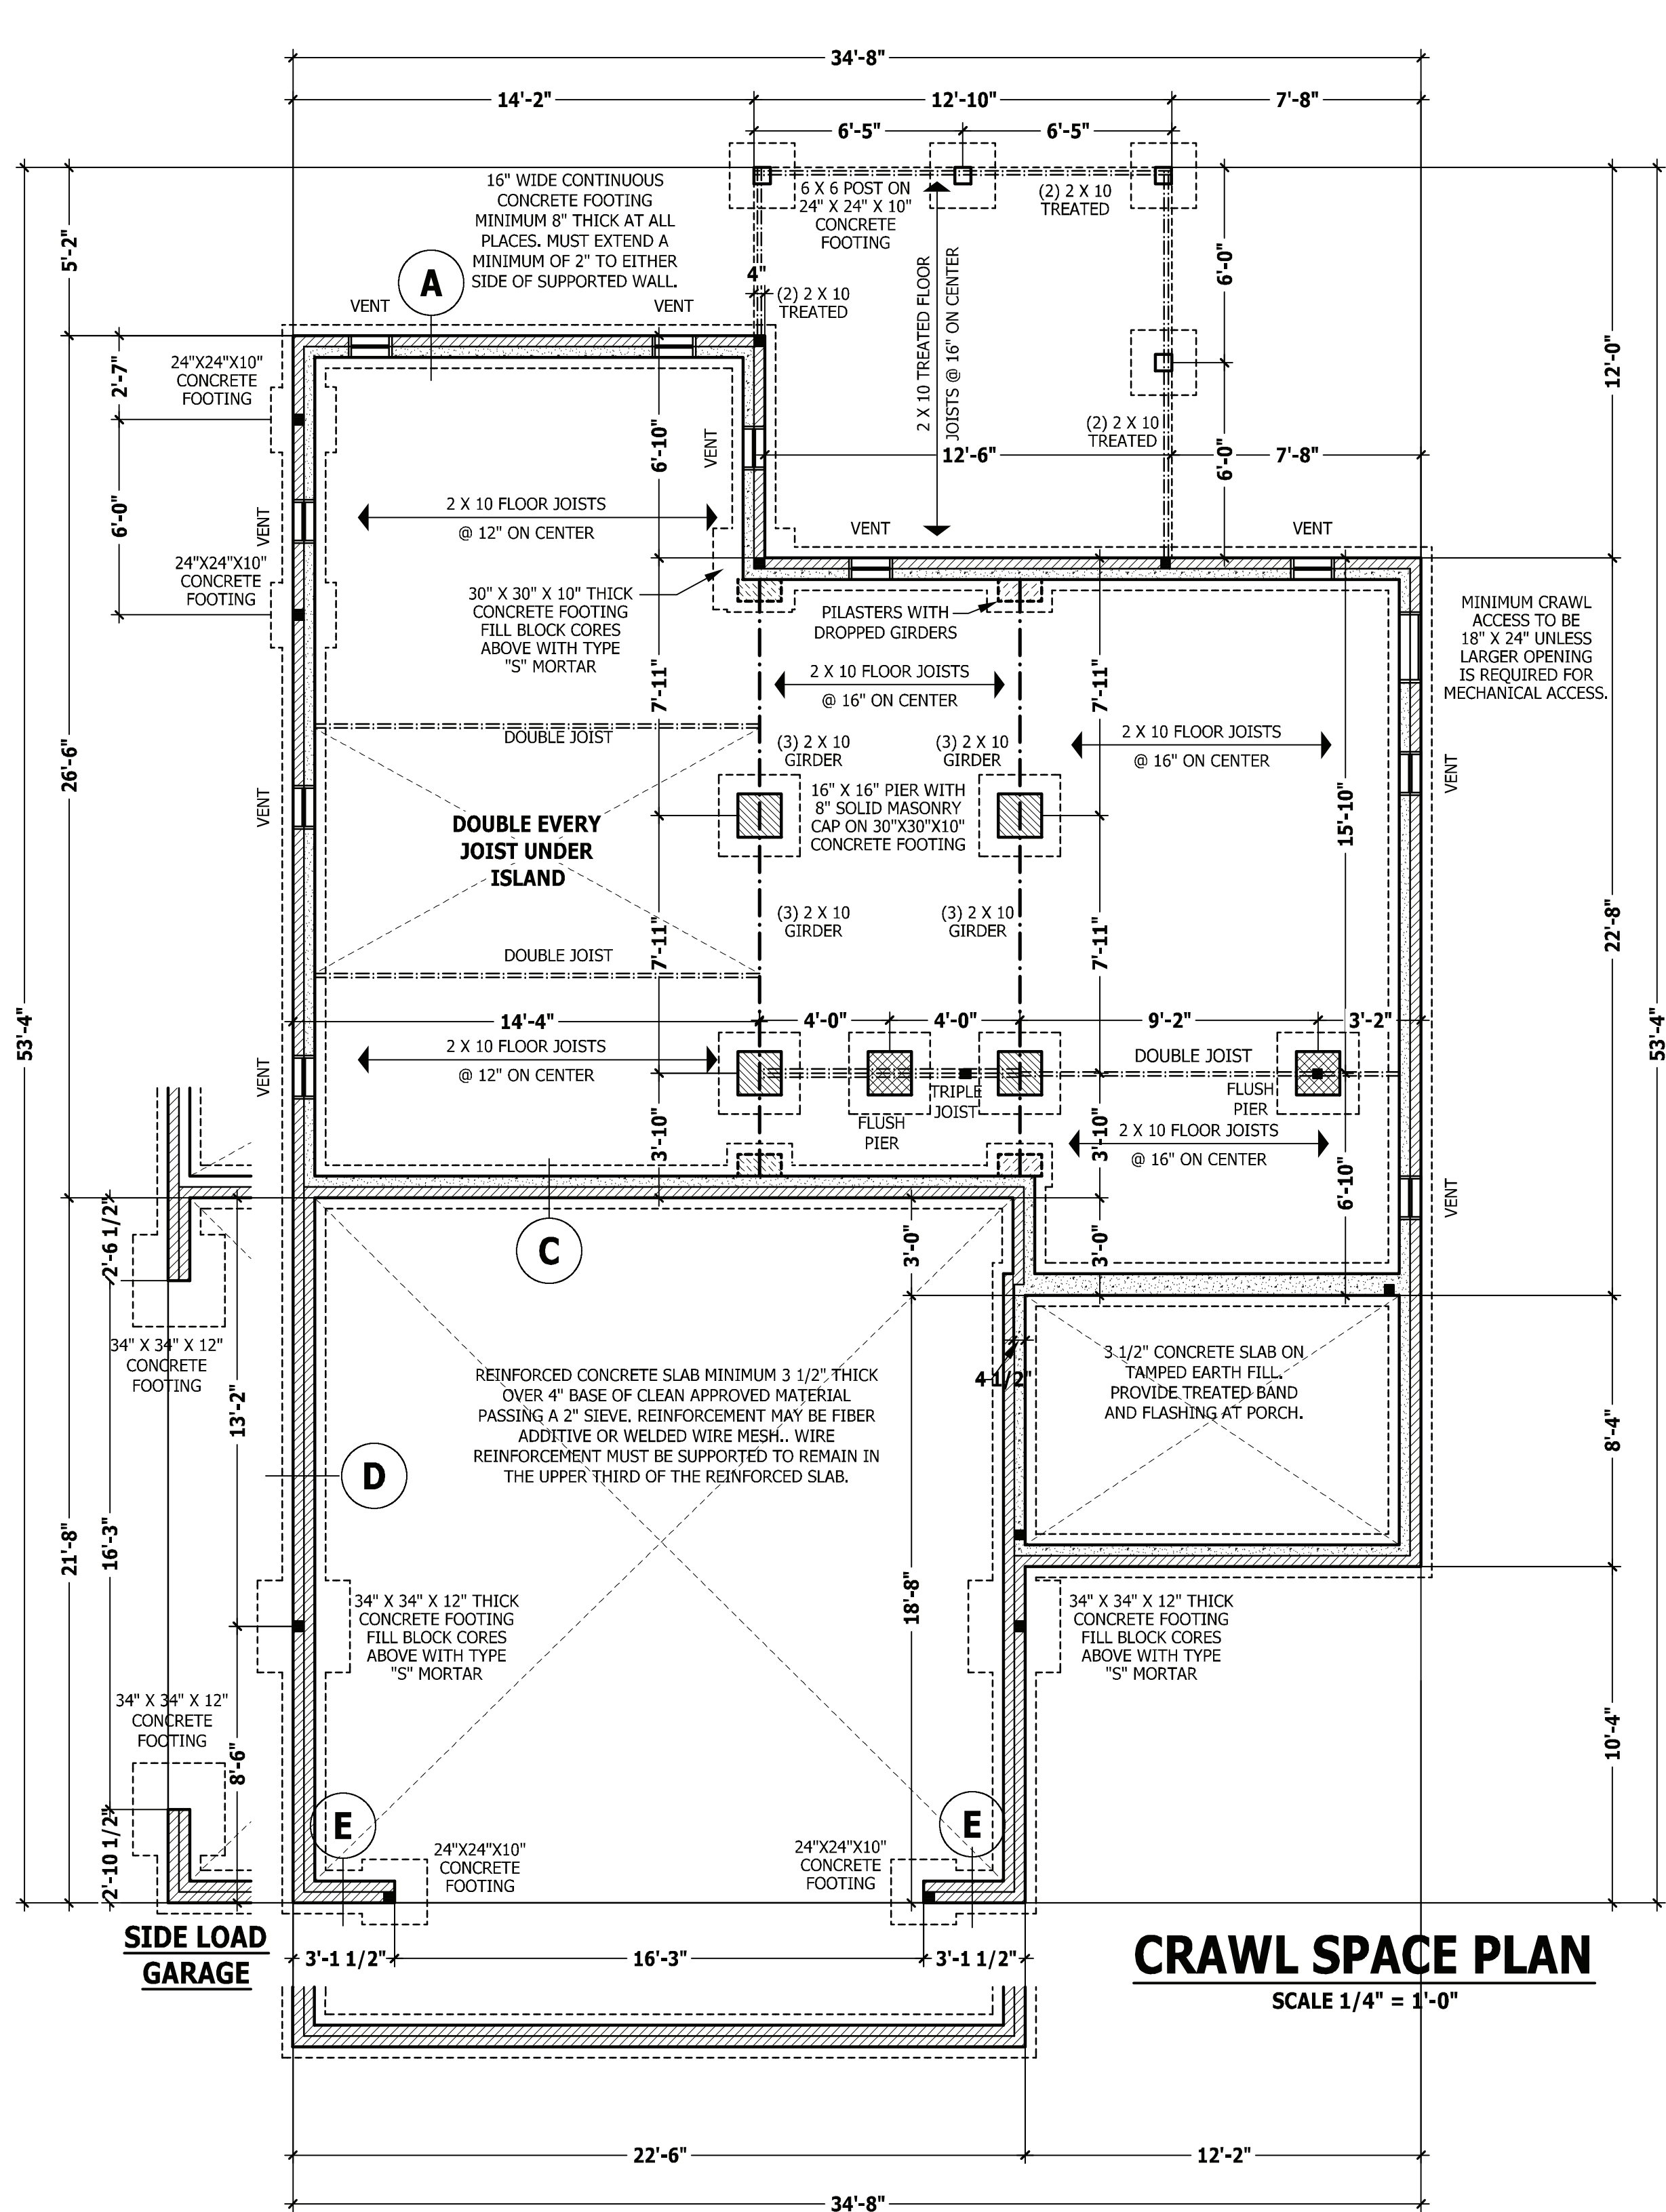 34'-8"
14'-2"
12'-10"
7'-8"
6'-5"
6'-5"
16" WIDE CONTINUOUS
CONCRETE FOOTING
MINIMUM 8" THICK AT ALL
PLACES. MUST EXTEND A
MINIMUM OF 2" TO EITHER
SIDE OF SUPPORTED WALL.
6 X 6 POST ON
24" X 24" X 10"
CONCRETE
FOOTING
(2) 2 X 10
TREATED
5'-2"
A
4"
(2) 2 X 10
TREATED
2 X 10 TREATED FLOOR
JOISTS @ 16" ON CENTER
6'-0"
VENT
VENT
24"X24"X10"
CONCRETE
FOOTING
2'-7"
12'-0"
6'-10"
VENT
(2) 2 X 10
TREATED
12'-6"
6'-0"
7'-8"
6'-0"
VENT
2 X 10 FLOOR JOISTS
@ 12" ON CENTER
VENT
VENT
24"X24"X10"
CONCRETE
FOOTING
30" X 30" X 10" THICK
CONCRETE FOOTING
FILL BLOCK CORES
ABOVE WITH TYPE
"S" MORTAR
PILASTERS WITH
DROPPED GIRDERS
MINIMUM CRAWL
ACCESS TO BE
18" X 24" UNLESS
LARGER OPENING
IS REQUIRED FOR
MECHANICAL ACCESS.
7'-11"
2 X 10 FLOOR JOISTS
@ 16" ON CENTER
7'-11"
26'-6"
DOUBLE JOIST
(3) 2 X 10
GIRDER
(3) 2 X 10
GIRDER
2 X 10 FLOOR JOISTS
@ 16" ON CENTER
VENT
VENT
DOUBLE EVERY
JOIST UNDER
ISLAND
16" X 16" PIER WITH
8" SOLID MASONRY
CAP ON 30"X30"X10"
CONCRETE FOOTING
15'-10"
22'-8"
7'-11"
(3) 2 X 10
GIRDER
(3) 2 X 10
GIRDER
7'-11"
DOUBLE JOIST
53'-4"
53'-4"
14'-4"
4'-0"
4'-0"
9'-2"
3'-2"
VENT
2 X 10 FLOOR JOISTS
@ 12" ON CENTER
DOUBLE JOIST
TRIPLE
JOIST
FLUSH
PIER
FLUSH
PIER
3'-10"
3'-10"
2 X 10 FLOOR JOISTS
@ 16" ON CENTER
6'-10"
VENT
2'-6 1/2"
C
3'-0"
3'-0"
34" X 34" X 12"
CONCRETE
FOOTING
13'-2"
REINFORCED CONCRETE SLAB MINIMUM 3 1/2" THICK
OVER 4" BASE OF CLEAN APPROVED MATERIAL
PASSING A 2" SIEVE. REINFORCEMENT MAY BE FIBER
ADDITIVE OR WELDED WIRE MESH.. WIRE
REINFORCEMENT MUST BE SUPPORTED TO REMAIN IN
THE UPPER THIRD OF THE REINFORCED SLAB.
4 1/2"
3 1/2" CONCRETE SLAB ON
TAMPED EARTH FILL.
PROVIDE TREATED BAND
AND FLASHING AT PORCH.
8'-4"
D
21'-8"
16'-3"
18'-8"
34" X 34" X 12" THICK
CONCRETE FOOTING
FILL BLOCK CORES
ABOVE WITH TYPE
"S" MORTAR
34" X 34" X 12" THICK
CONCRETE FOOTING
FILL BLOCK CORES
ABOVE WITH TYPE
"S" MORTAR
34" X 34" X 12"
CONCRETE
FOOTING
8'-6"
10'-4"
2'-10 1/2"
E
24"X24"X10"
CONCRETE
FOOTING
24"X24"X10"
CONCRETE
FOOTING
E
SIDE LOAD
GARAGE
3'-1 1/2"
16'-3"
3'-1 1/2"
CRAWL SPACE PLAN
SCALE 1/4" = 1'-0"
22'-6"
12'-2"
34'-8"